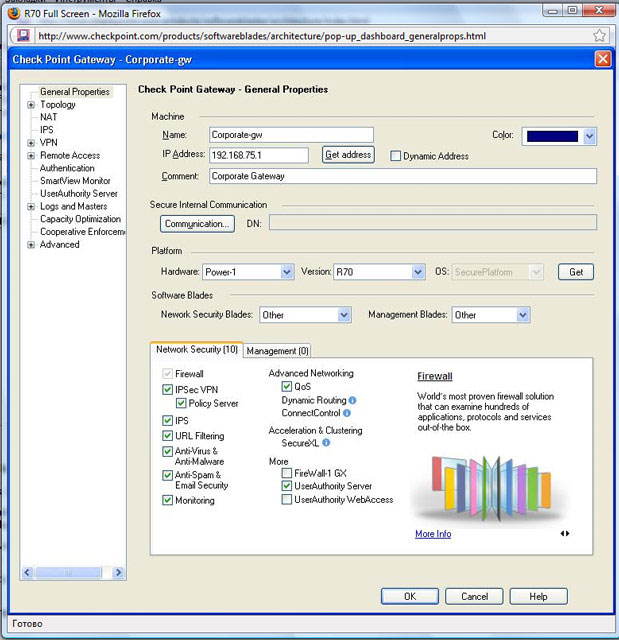 R70 Full Screen - Mozilla Firefox
http://www.checkpoint.com/products/softwareblades/architecture/pop-up_dashboard_generalprops.html
Check Point Gateway - Corporate-gw
General Properties
Topology
NAT
IPS
VPN
Remote Access
Authentication
SmartView Monitor
UserAuthority Server
Logs and Masters
Capacity Optimization
Cooperative Enforceme
Advanced
Check Point Gateway - General Properties
Machine
Name: Corporate-gw Color:
IP Address: 192.168.75.1 Get address Dynamic Address
Comment: Corporate Gateway
Secure Internal Communication
Communication... DN:
Platform
Hardware: Power-1 Version: R70 OS: SecurePlatform Get
Software Blades
Nework Security Blades: Other Management Blades: Other
Network Security (10) Management (0)
Firewall
IPSec VPN
Policy Server
IPS
URL Filtering
Anti-Virus &
Anti-Malware
Anti-Spam &
Email Security
Monitoring
Advanced Networking
QoS
Dynamic Routing
ConnectControl
Acceleration & Clustering
SecureXL
More
FireWall-1 GX
UserAuthority Server
UserAuthority WebAccess
Firewall
World's most proven firewall solution
that can examine hundreds of
applications, protocols and services
out-of-the box.
More Info
OK Cancel Help
Готово